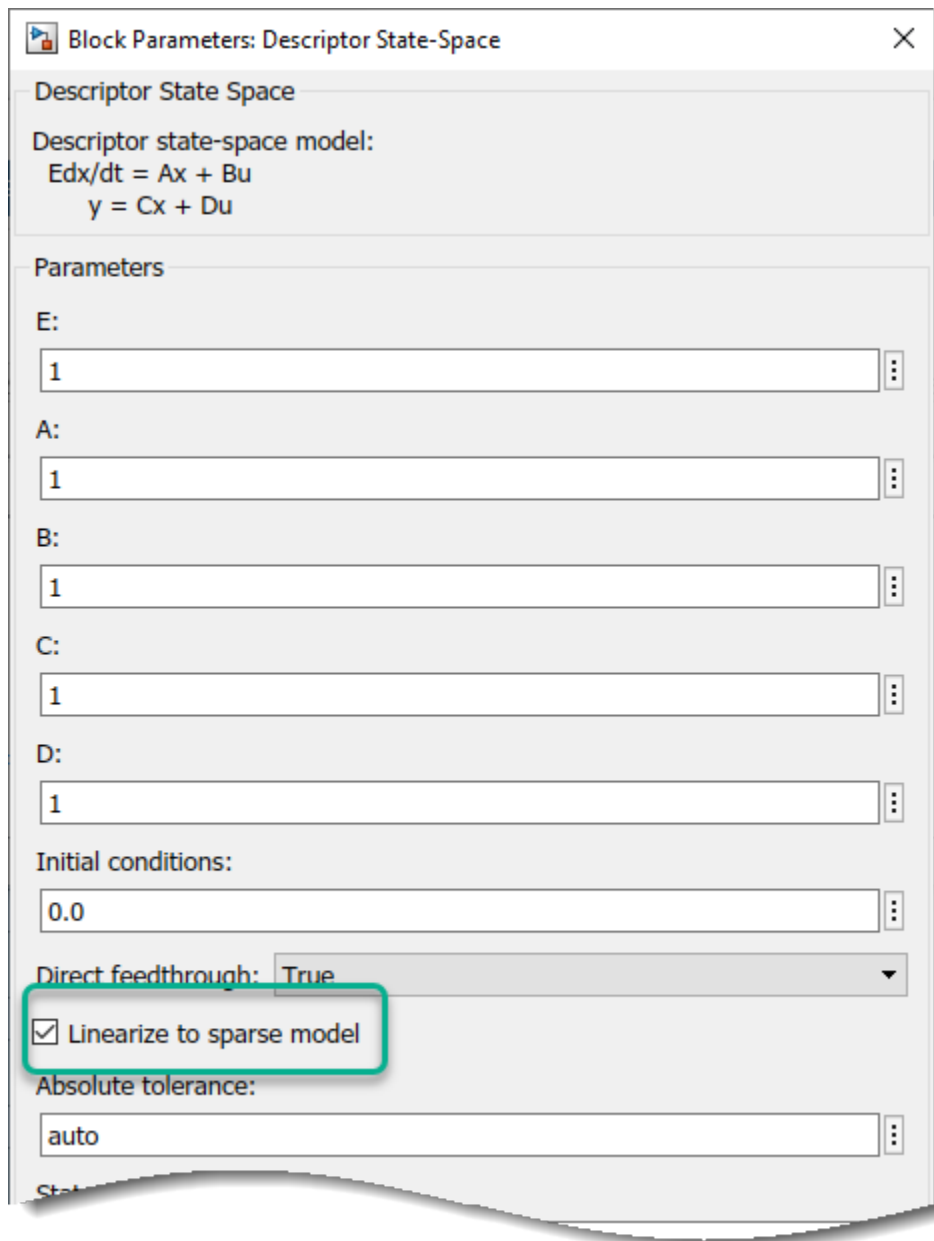 Block Parameters: Descriptor State-Space
Descriptor State Space
Descriptor state-space model:
Edx/dt = Ax + Bu
y = Cx + Du
Parameters
E:
1
A:
1
B:
1
C:
1
D:
1
Initial conditions:
0.0
Direct feedthrough: True
Linearize to sparse model
Absolute tolerance:
auto